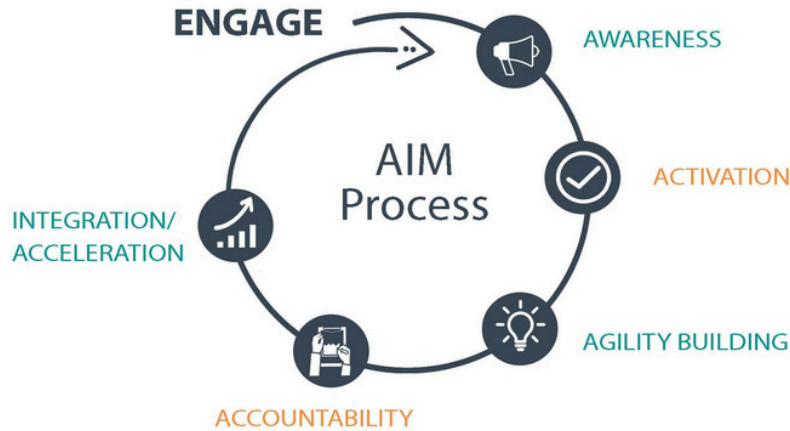 ENGAGE
AWARENESS
AIM
Process
ACTIVATION
INTEGRATION/
ACCELERATION
AGILITY BUILDING
ACCOUNTABILITY